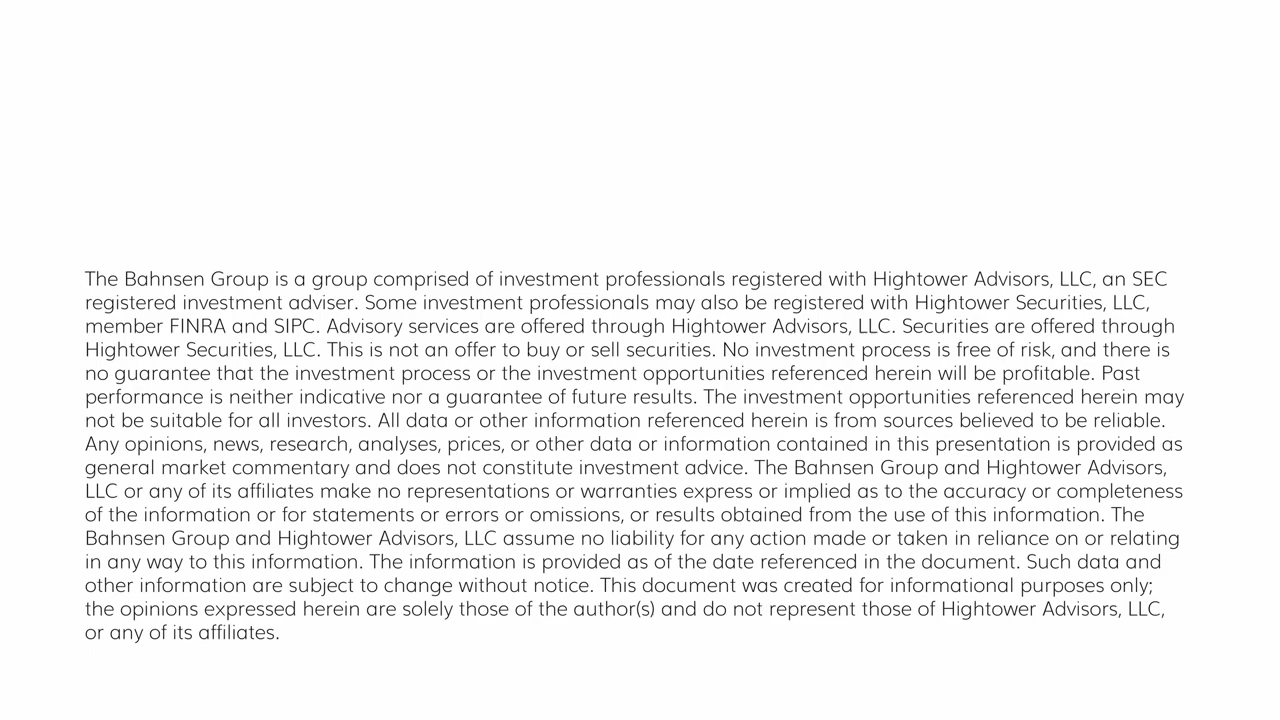 The Bahnsen Group is a group comprised of investment professionals registered with Hightower Advisors, LLC, an SEC
registered investment adviser. Some investment professionals may also be registered with Hightower Securities, LLC,
member FINRA and SIPC. Advisory services are offered through Hightower Advisors, LLC. Securities are offered through
Hightower Securities, LLC. This is not an offer to buy or sell securities. No investment process is free of risk, and there is
no guarantee that the investment process or the investment opportunities referenced herein will be profitable. Past
performance is neither indicative nor a guarantee of future results. The investment opportunities referenced herein may
not be suitable for all investors. All data or other information referenced herein is from sources believed to be reliable.
Any opinions, news, research, analyses, prices, or other data or information contained in this presentation is provided as
general market commentary and does not constitute investment advice. The Bahnsen Group and Hightower Advisors,
LLC or any of its affiliates make no representations or warranties express or implied as to the accuracy or completeness
of the information or for statements or errors or omissions, or results obtained from the use of this information. The
Bahnsen Group and Hightower Advisors, LLC assume no liability for any action made or taken in reliance on or relating
in any way to this information. The information is provided as of the date referenced in the document. Such data and
other information are subject to change without notice. This document was created for informational purposes only;
the opinions expressed herein are solely those of the author(s) and do not represent those of Hightower Advisors, LLC,
or any of its affiliates.